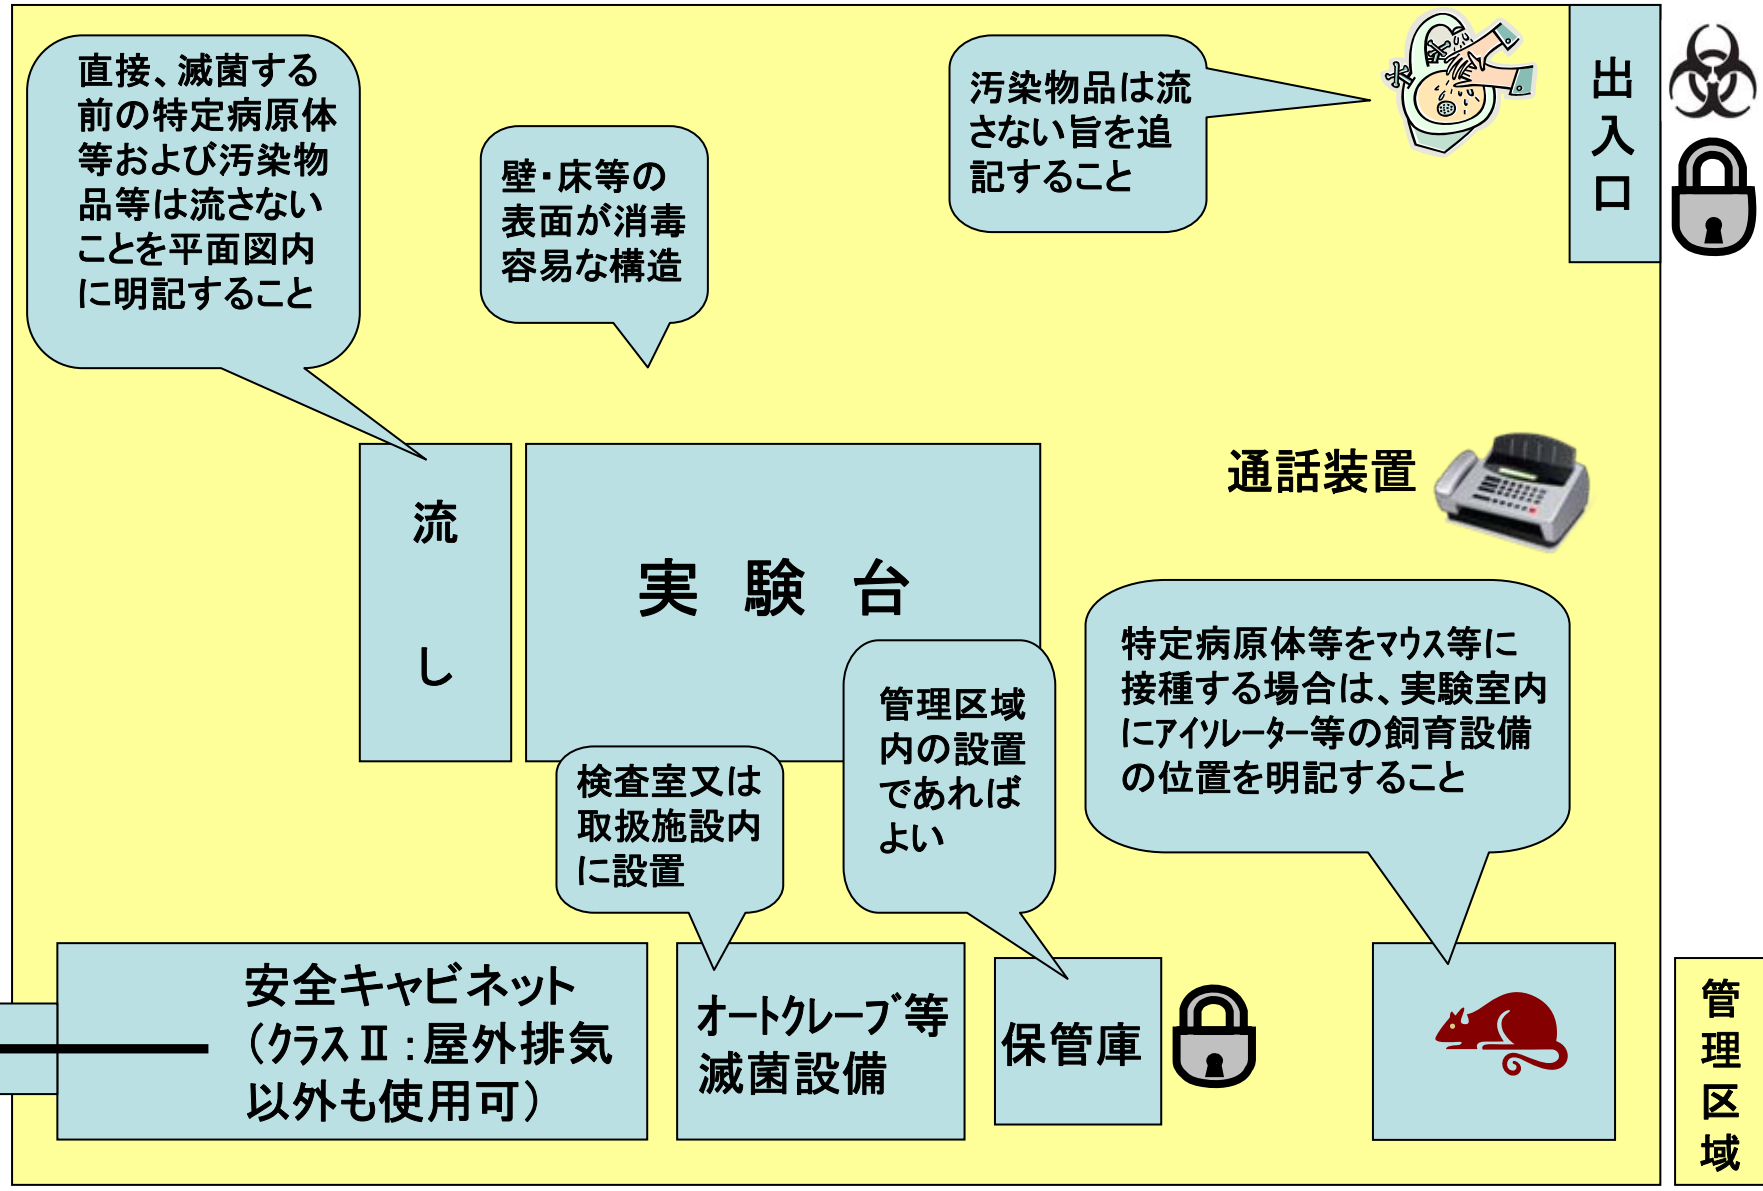 直接、滅菌する
前の特定病原体
等および汚染物
品等は流さない
ことを平面図内
に明記すること
壁・床等の
表面が消毒
容易な構造
汚染物品は流
さない旨を追
記すること
出入口
流し
実験台
通話装置
特定病原体等をマウス等に
接種する場合は、実験室内
にアイソレーター等の飼育設備
の位置を明記すること
管理区域
内の設置
であれば
よい
検査室又は
取扱施設内
に設置
安全キャビネット
（クラスⅡ：屋外排気
以外も使用可）
オートクレーブ等
滅菌設備
保管庫
管理区域